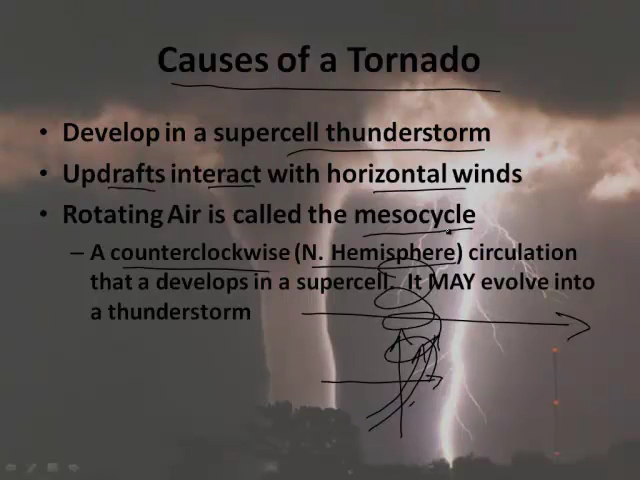 Causes of a Tornado
• Develop in a supercell thunderstorm
• Updrafts interact with horizontal winds
• Rotating Air is called the mesocycle
– A counterclockwise (N. Hemisphere) circulation
that a develops in a supercell. It MAY evolve into
a thunderstorm